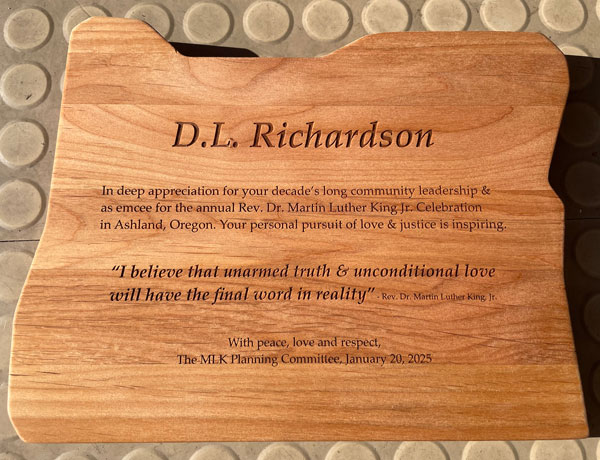 D.L. Richardson
In deep appreciation for your decade's long community leadership &
as emcee for the annual Rev. Dr. Martin Luther King Jr. Celebration
in Ashland, Oregon. Your personal pursuit of love & justice is inspiring.
“I believe that unarmed truth & unconditional love
will have the final word in reality” - Rev. Dr. Martin Luther King, Jr.
With peace, love and respect,
The MLK Planning Committee, January 20, 2025